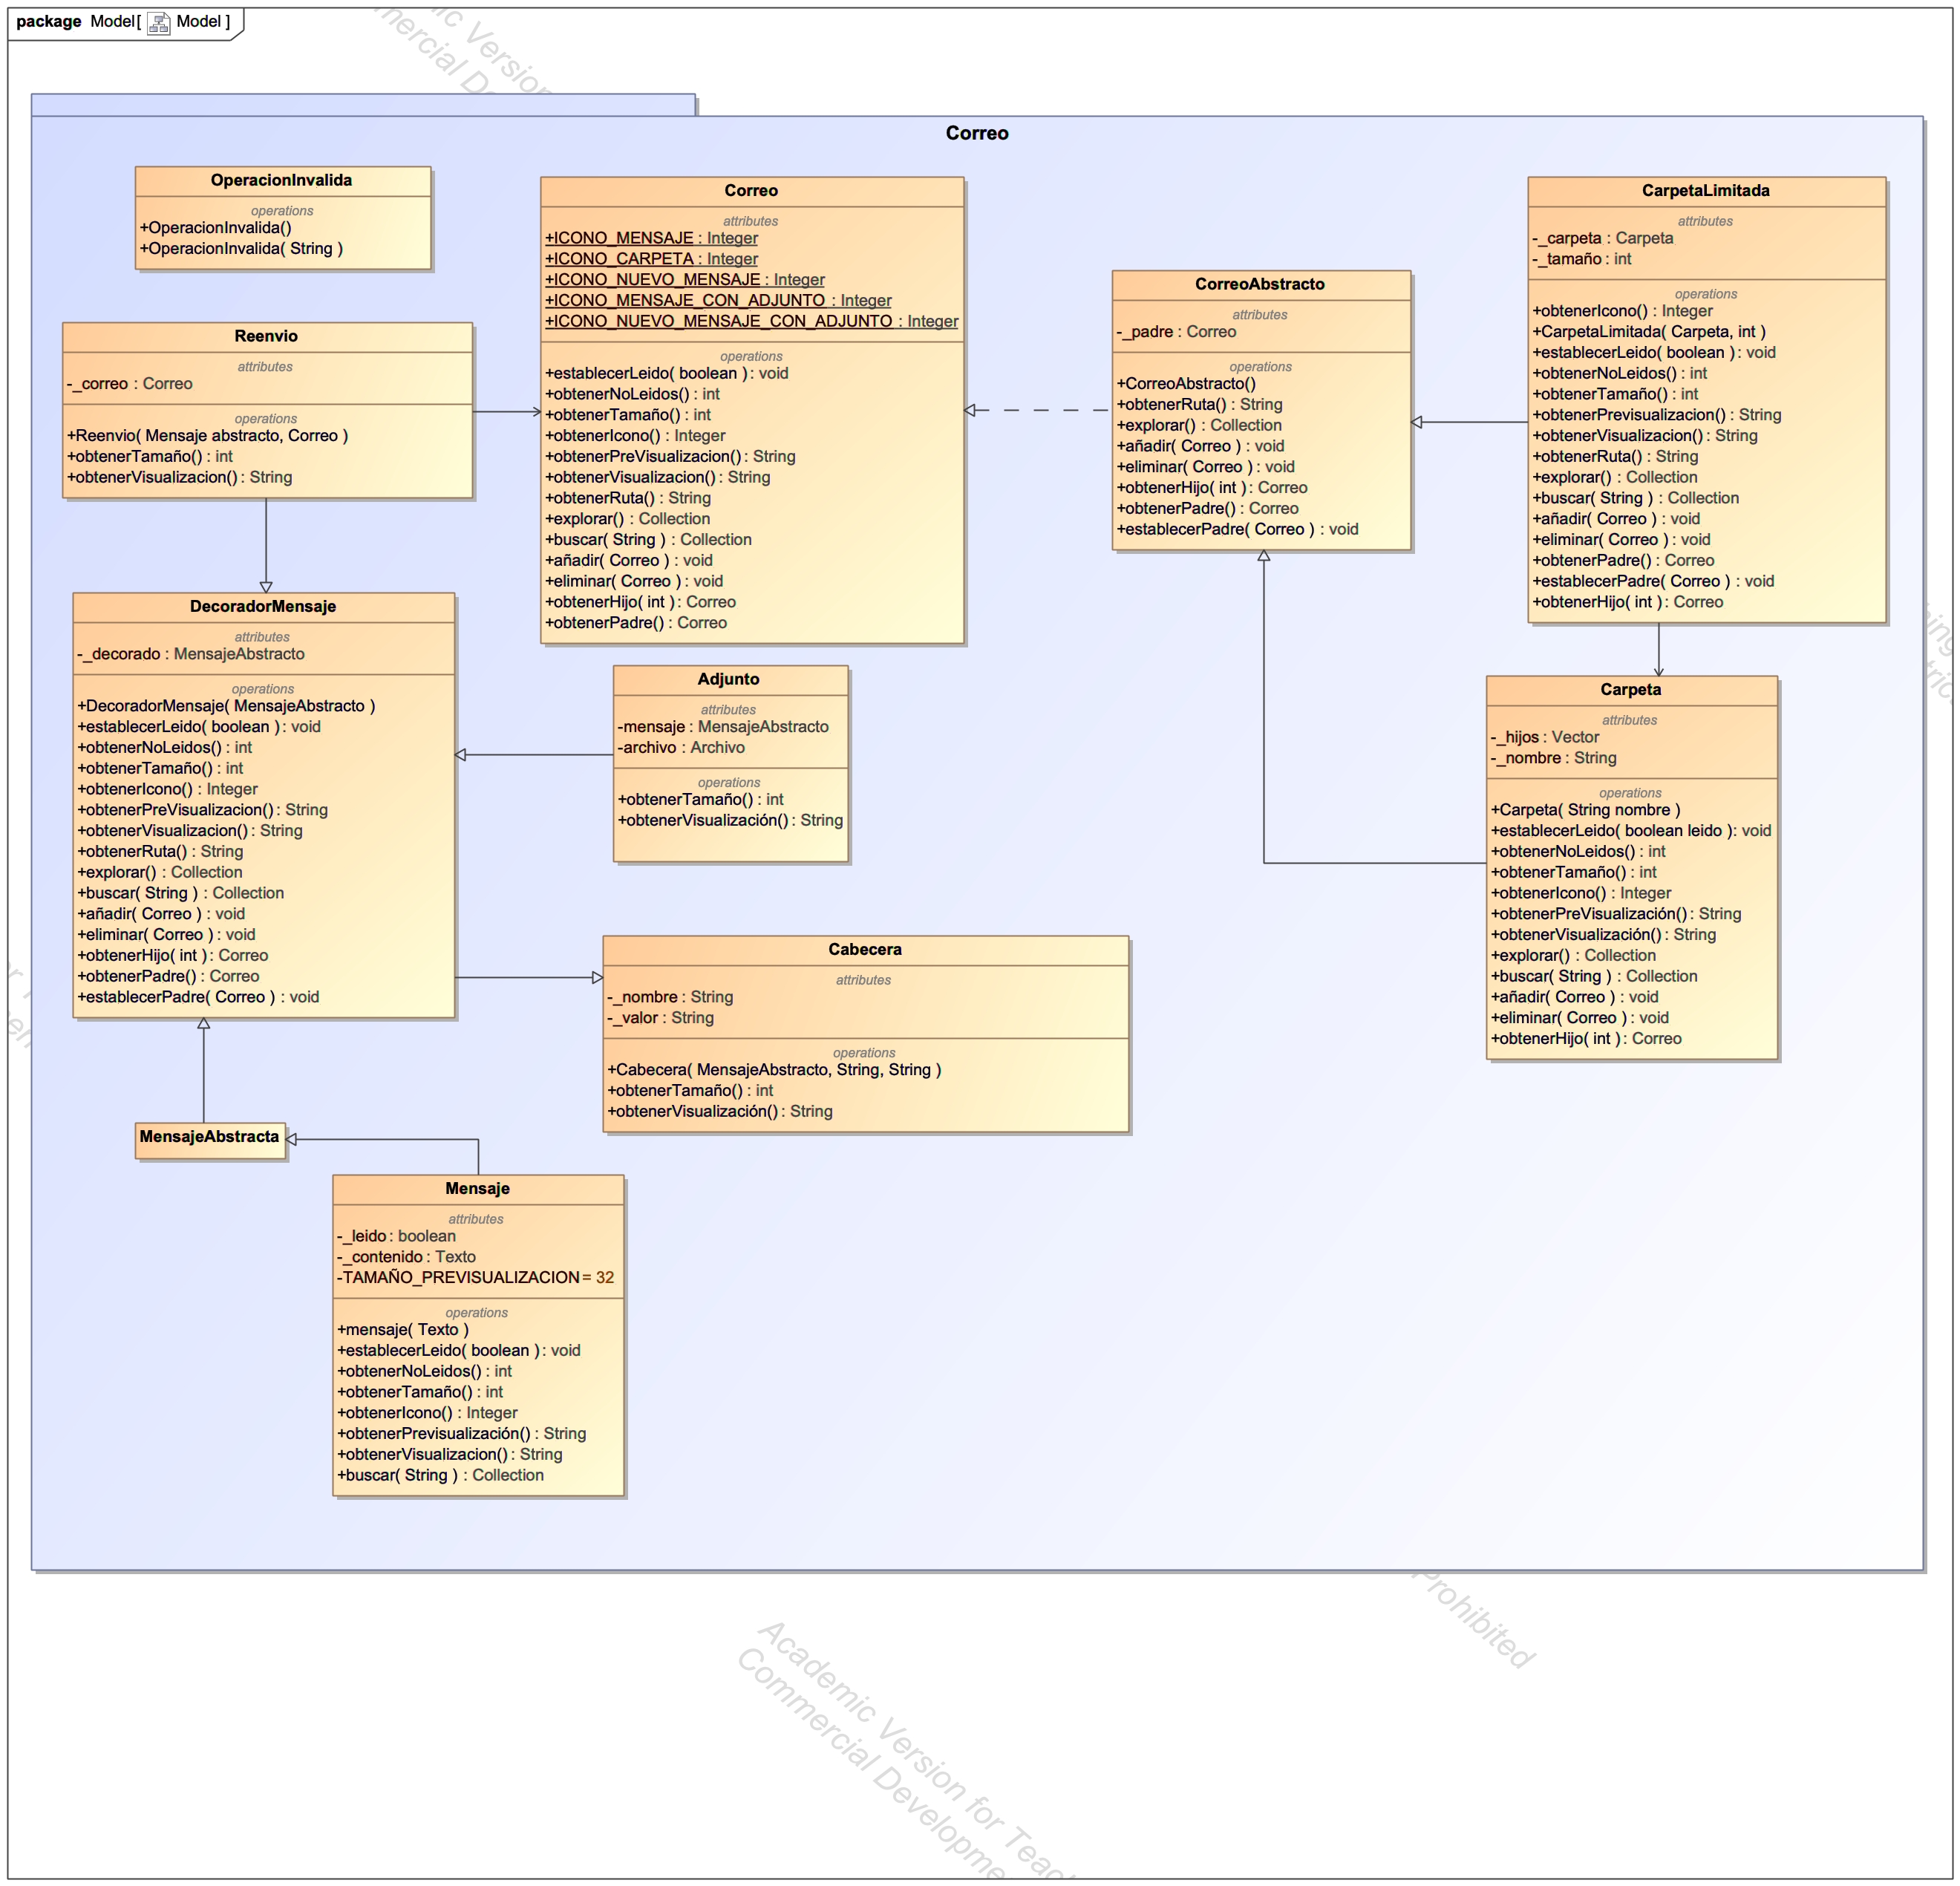 package Model[ Model ]
Correo
OperacionInvalida
operations
+OperacionInvalida()
+OperacionInvalida( String )
Correo
attributes
+ICONO_MENSAJE : Integer
+ICONO_CARPETA : Integer
+ICONO_NUEVO_MENSAJE : Integer
+ICONO_MENSAJE_CON_ADJUNTO : Integer
+ICONO_NUEVO_MENSAJE_CON_ADJUNTO : Integer
operations
+establecerLeido( boolean ) : void
+obtenerNoLeidos() : int
+obtenerTamaño() : int
+obtenerIcono() : Integer
+obtenerPreVisualizacion() : String
+obtenerVisualizacion() : String
+obtenerRuta() : String
+explorar() : Collection
+buscar( String ) : Collection
+añadir( Correo ) : void
+eliminar( Correo ) : void
+obtenerHijo( int ) : Correo
+obtenerPadre() : Correo
CorreoAbstracto
attributes
-_padre : Correo
operations
+CorreoAbstracto()
+obtenerRuta() : String
+explorar() : Collection
+añadir( Correo ) : void
+eliminar( Correo ) : void
+obtenerHijo( int ) : Correo
+obtenerPadre() : Correo
+establecerPadre( Correo ) : void
CarpetaLimitada
attributes
-_carpeta : Carpeta
-_tamaño : int
operations
+obtenerIcono() : Integer
+CarpetaLimitada( Carpeta, int )
+establecerLeido( boolean ) : void
+obtenerNoLeidos() : int
+obtenerTamaño() : int
+obtenerPrevisualizacion() : String
+obtenerVisualizacion() : String
+obtenerRuta() : String
+explorar() : Collection
+buscar( String ) : Collection
+añadir( Correo ) : void
+eliminar( Correo ) : void
+obtenerPadre() : Correo
+establecerPadre( Correo ) : void
+obtenerHijo( int ) : Correo
Reenvio
attributes
-_correo : Correo
operations
+Reenvio( Mensaje abstracto, Correo )
+obtenerTamaño() : int
+obtenerVisualizacion() : String
DecoradorMensaje
attributes
-_decorado : MensajeAbstracto
operations
+DecoradorMensaje( MensajeAbstracto )
+establecerLeido( boolean ) : void
+obtenerNoLeidos() : int
+obtenerTamaño() : int
+obtenerIcono() : Integer
+obtenerPreVisualizacion() : String
+obtenerVisualizacion() : String
+obtenerRuta() : String
+explorar() : Collection
+buscar( String ) : Collection
+añadir( Correo ) : void
+eliminar( Correo ) : void
+obtenerHijo( int ) : Correo
+obtenerPadre() : Correo
+establecerPadre( Correo ) : void
Adjunto
attributes
-mensaje : MensajeAbstracto
-archivo : Archivo
operations
+obtenerTamaño() : int
+obtenerVisualización() : String
Carpeta
attributes
-_hijos : Vector
-_nombre : String
operations
+Carpeta( String nombre )
+establecerLeido( boolean leido ) : void
+obtenerNoLeidos() : int
+obtenerTamaño() : int
+obtenerIcono() : Integer
+obtenerPreVisualización() : String
+obtenerVisualización() : String
+explorar() : Collection
+buscar( String ) : Collection
+añadir( Correo ) : void
+eliminar( Correo ) : void
+obtenerHijo( int ) : Correo
Cabecera
attributes
-_nombre : String
-_valor : String
operations
+Cabecera( MensajeAbstracto, String, String )
+obtenerTamaño() : int
+obtenerVisualización() : String
MensajeAbstracta
Mensaje
attributes
-_leido : boolean
-_contenido : Texto
-TAMAÑO_PREVISUALIZACION = 32
operations
+mensaje( Texto )
+establecerLeido( boolean ) : void
+obtenerNoLeidos() : int
+obtenerTamaño() : int
+obtenerIcono() : Integer
+obtenerPrevisualización() : String
+obtenerVisualizacion() : String
+buscar( String ) : Collection
Prohibited
Academic Version for
Commercial